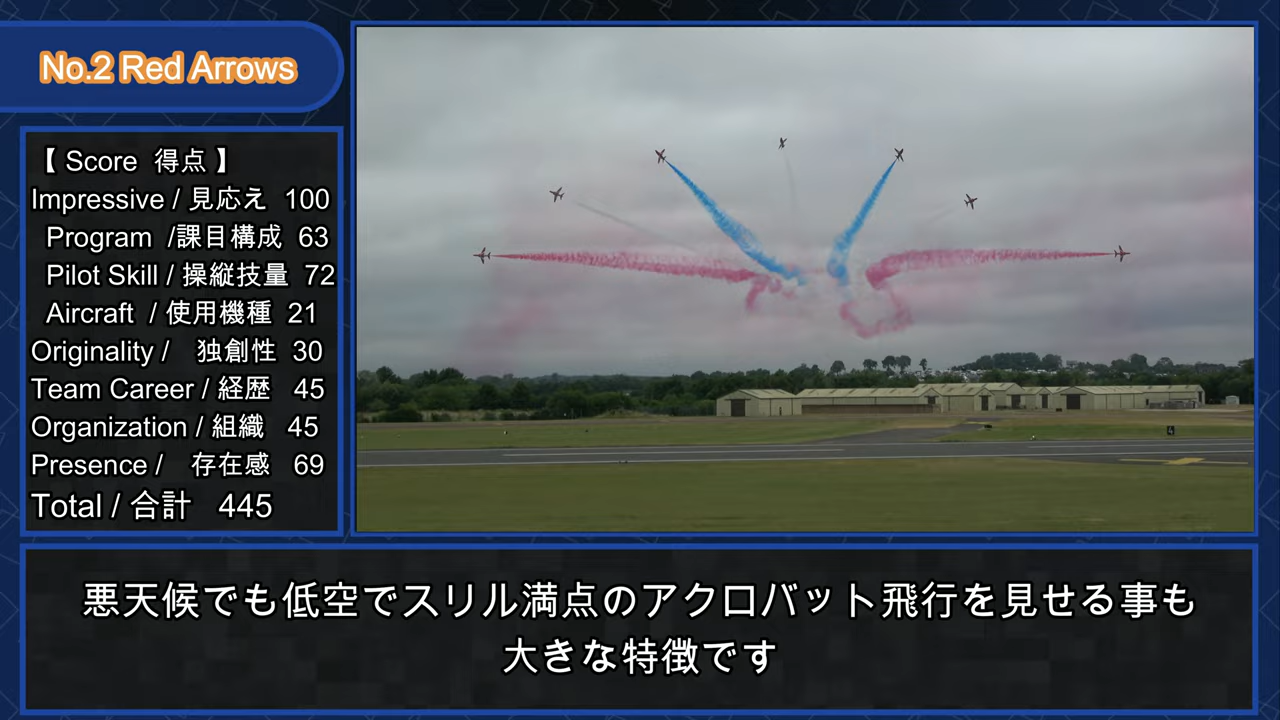 No.2 Red Arrows
【 Score 得点 】
Impressive / 見応え 100
Program /課目構成 63
Pilot Skill / 操縦技量 72
Aircraft / 使用機種 21
Originality / 独創性 30
Team Career / 経歴 45
Organization / 組織 45
Presence / 存在感 69
Total / 合計 445
4
悪天候でも低空でスリル満点のアクロバット飛行を見せる事も
大きな特徴です